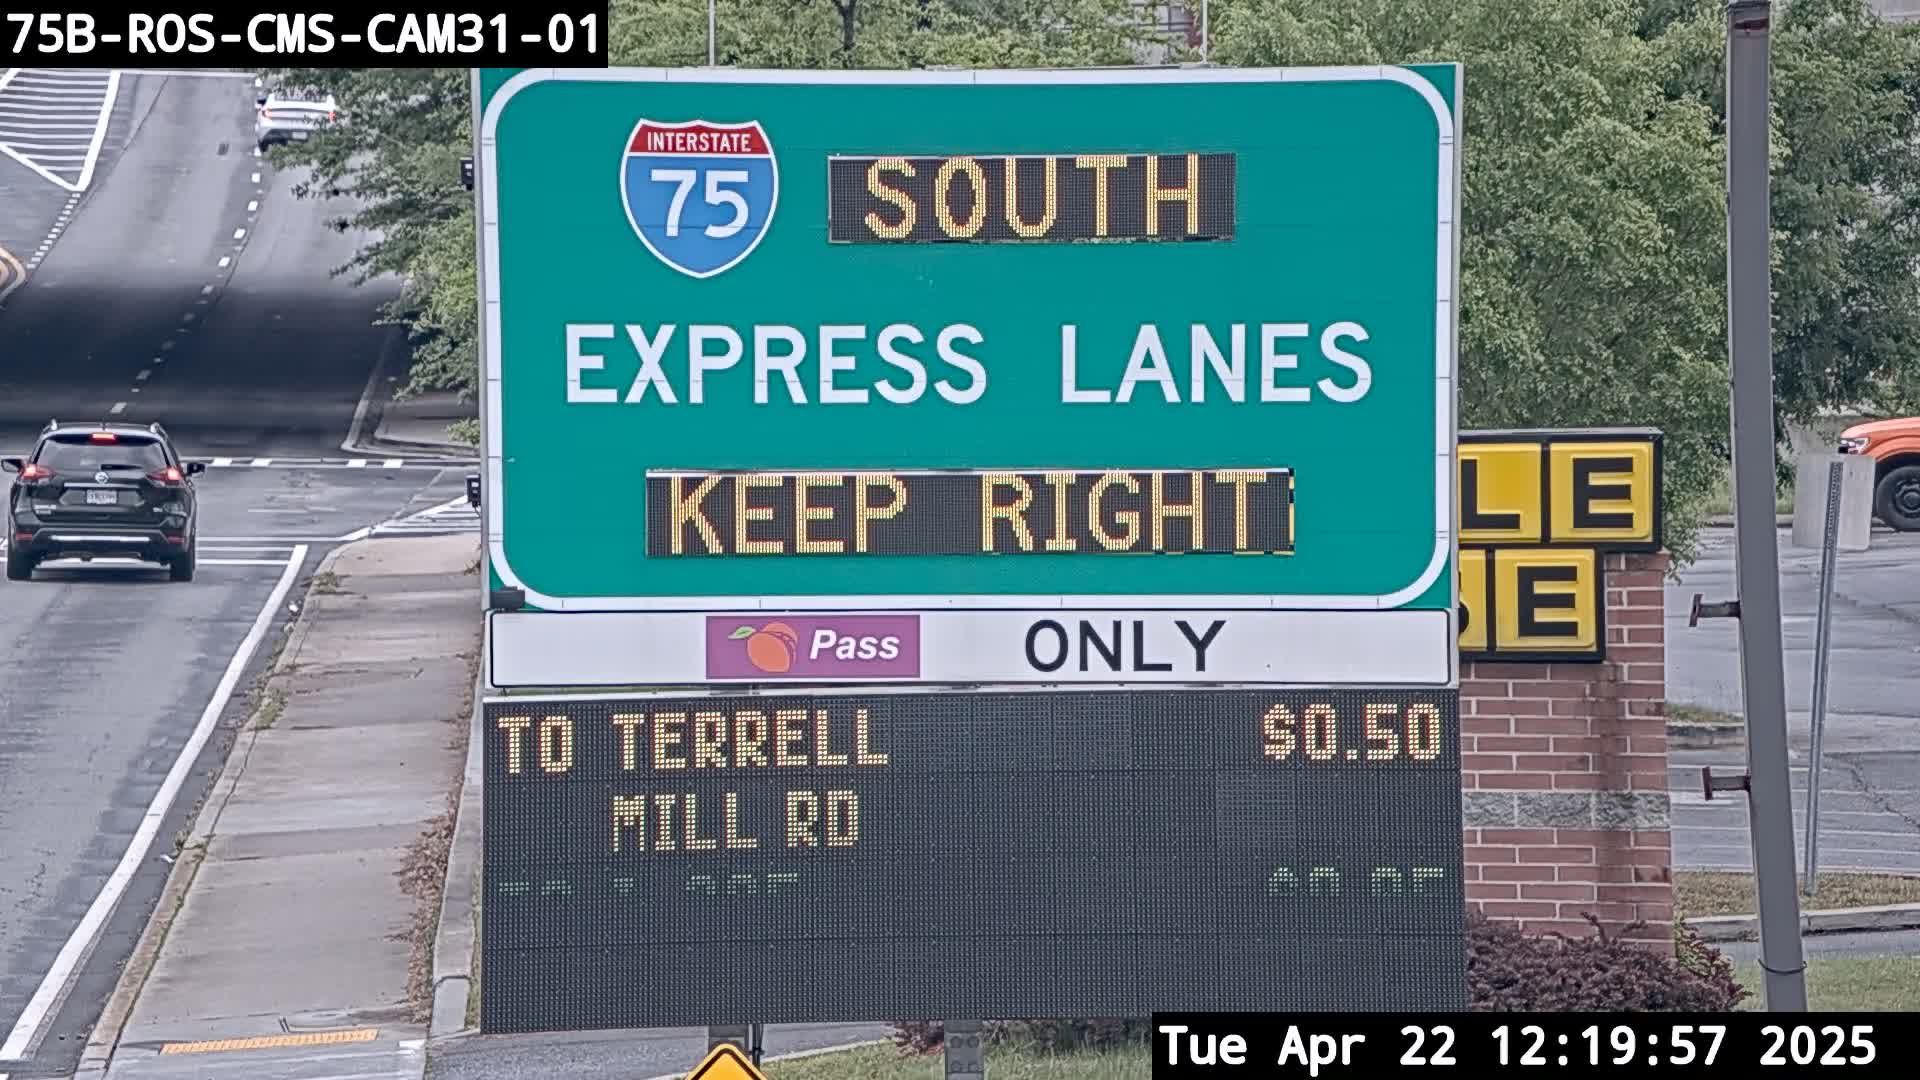 75B-ROS-CMS-CAM31-01
INTERSTATE
75
SOUTH
EXPRESS LANES
KEEP RIGHT
LE
E
Pass
ONLY
TO TERRELL $0.50
MILL RD
Tue Apr 22 12:19:57 2025